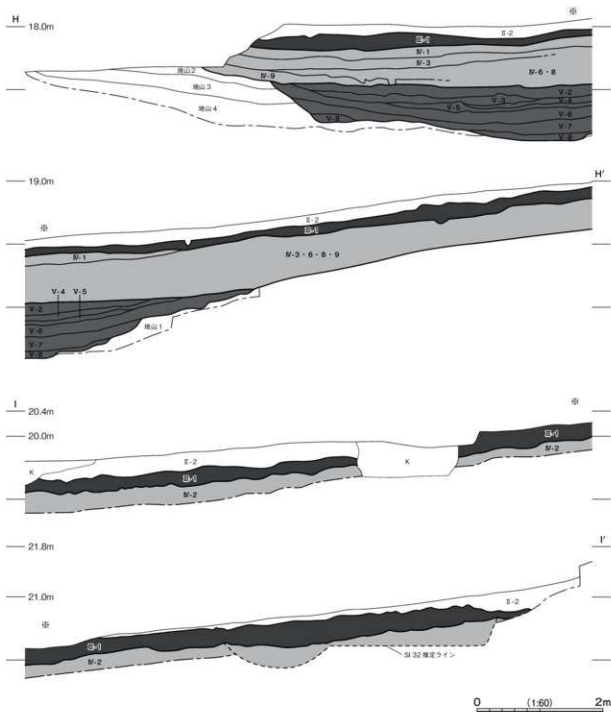 H
※
18.0m
Ⅱ-2
Ⅲ-1
Ⅳ-1
Ⅳ-3
地山2
Ⅳ-9
Ⅳ-6・8
地山3
地山4
Ⅴ-2
Ⅴ-3
Ⅴ-4
Ⅴ-5
Ⅴ-6
Ⅴ-8
Ⅴ-7
Ⅴ-8
19.0m
H'
※
Ⅱ-2
Ⅲ-1
Ⅳ-1
Ⅳ-3・6・8・9
Ⅴ-4
Ⅴ-5
Ⅴ-2
Ⅴ-6
地山1
Ⅴ-7
Ⅴ-8
I
※
20.4m
20.0m
Ⅲ-1
Ⅱ-2
Ⅳ-2
K
K
Ⅲ-1
Ⅳ-2
21.8m
I'
21.0m
Ⅱ-2
※
Ⅲ-1
Ⅳ-2
SI 32 推定ライン
0 (1:60) 2m